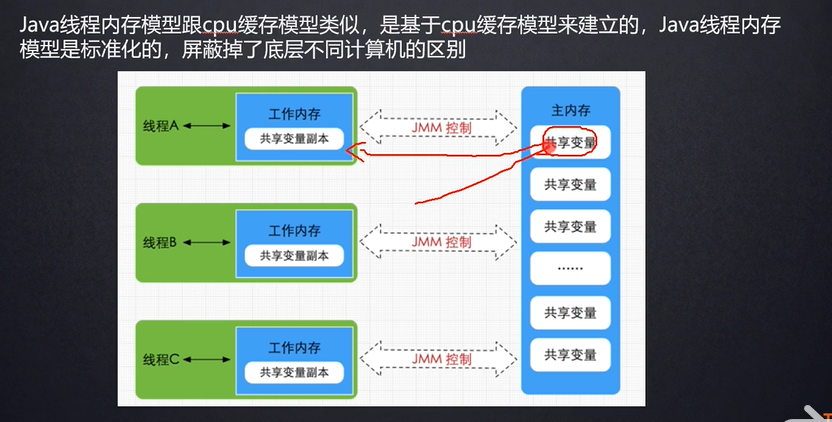 Java线程内存模型跟cpu缓存模型类似，是基于cpu缓存模型来建立的，Java线程内存
模型是标准化的，屏蔽掉了底层不同计算机的区别
线程A
工作内存
共享变量副本
JMM 控制
主内存
共享变量
共享变量
共享变量
......
共享变量
共享变量
线程B
工作内存
共享变量副本
JMM 控制
线程C
工作内存
共享变量副本
JMM 控制